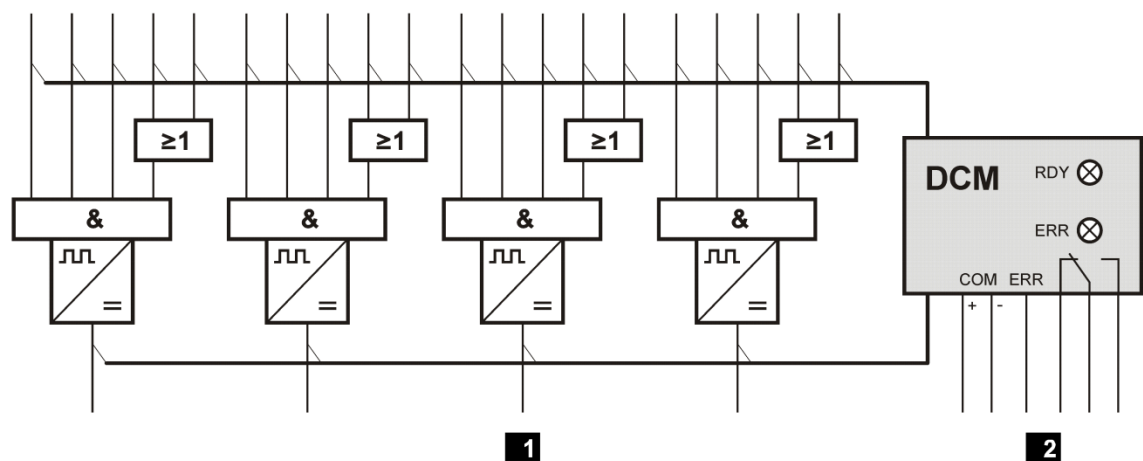 ≥1 ≥1 ≥1 ≥1
& & & &
= = = =
DCM
RDY
ERR
COM ERR
+ -
1 2